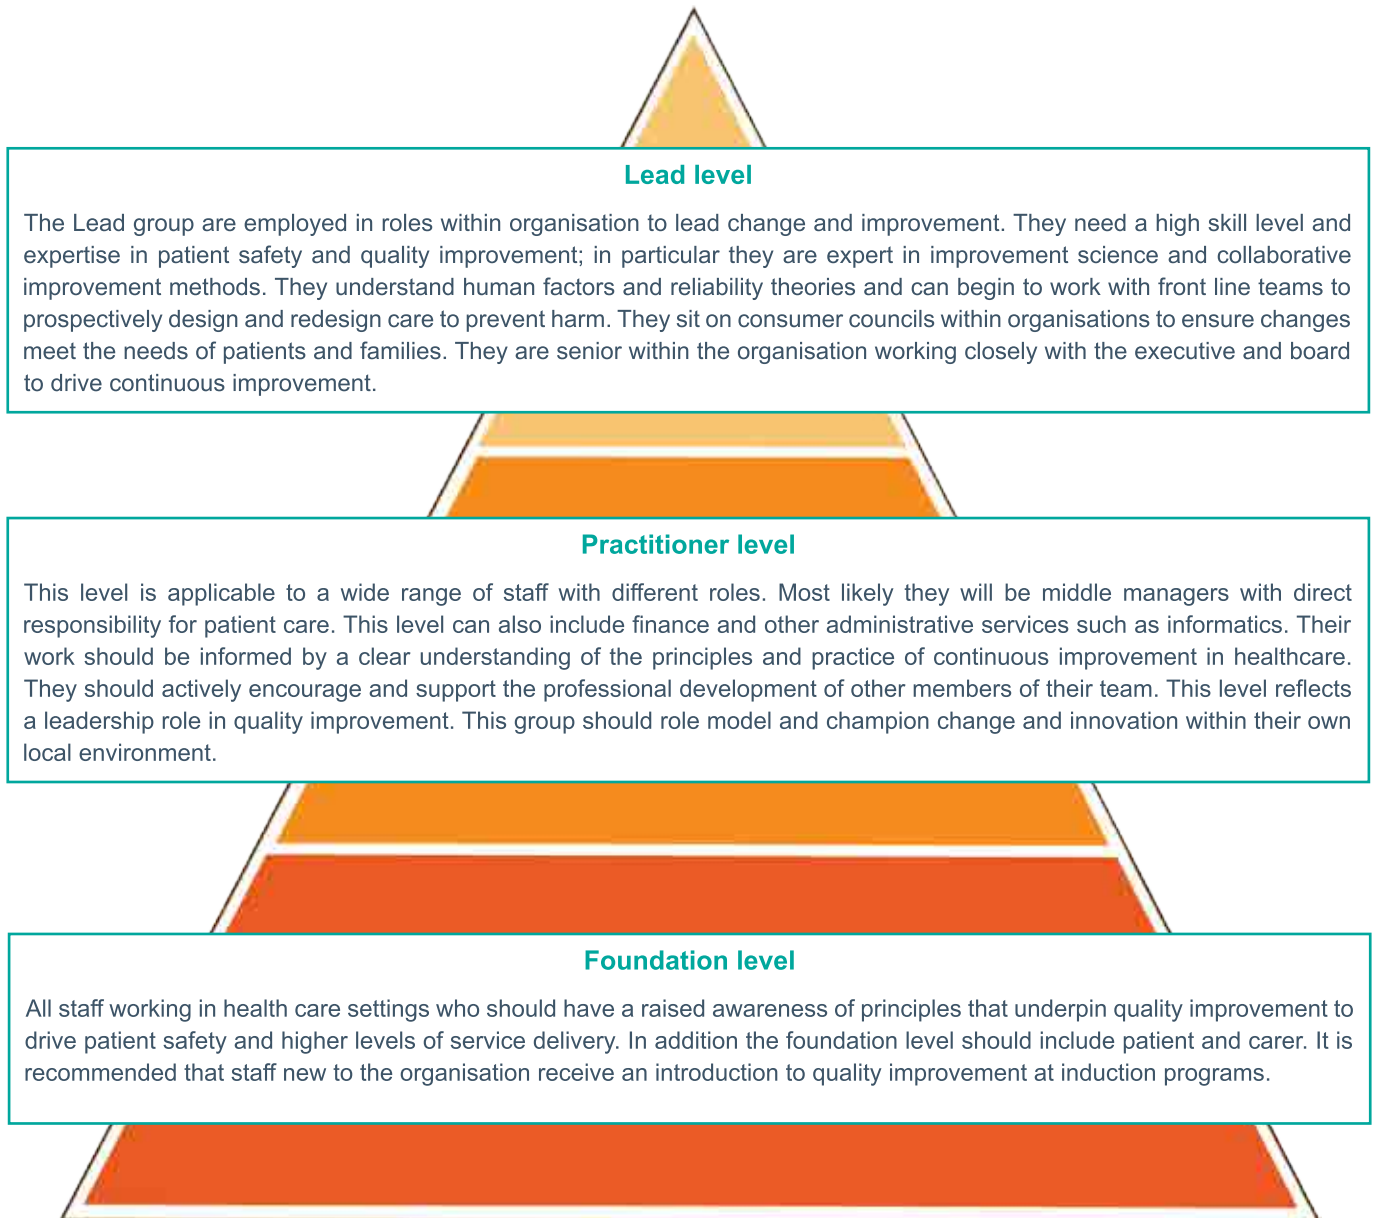 Lead level
The Lead group are employed in roles within organisation to lead change and improvement. They need a high skill level and
expertise in patient safety and quality improvement; in particular they are expert in improvement science and collaborative
improvement methods. They understand human factors and reliability theories and can begin to work with front line teams to
prospectively design and redesign care to prevent harm. They sit on consumer councils within organisations to ensure changes
meet the needs of patients and families. They are senior within the organisation working closely with the executive and board
to drive continuous improvement.
Practitioner level
This level is applicable to a wide range of staff with different roles. Most likely they will be middle managers with direct
responsibility for patient care. This level can also include finance and other administrative services such as informatics. Their
work should be informed by a clear understanding of the principles and practice of continuous improvement in healthcare.
They should actively encourage and support the professional development of other members of their team. This level reflects
a leadership role in quality improvement. This group should role model and champion change and innovation within their own
local environment.
Foundation level
All staff working in health care settings who should have a raised awareness of principles that underpin quality improvement to
drive patient safety and higher levels of service delivery. In addition the foundation level should include patient and carer. It is
recommended that staff new to the organisation receive an introduction to quality improvement at induction programs.